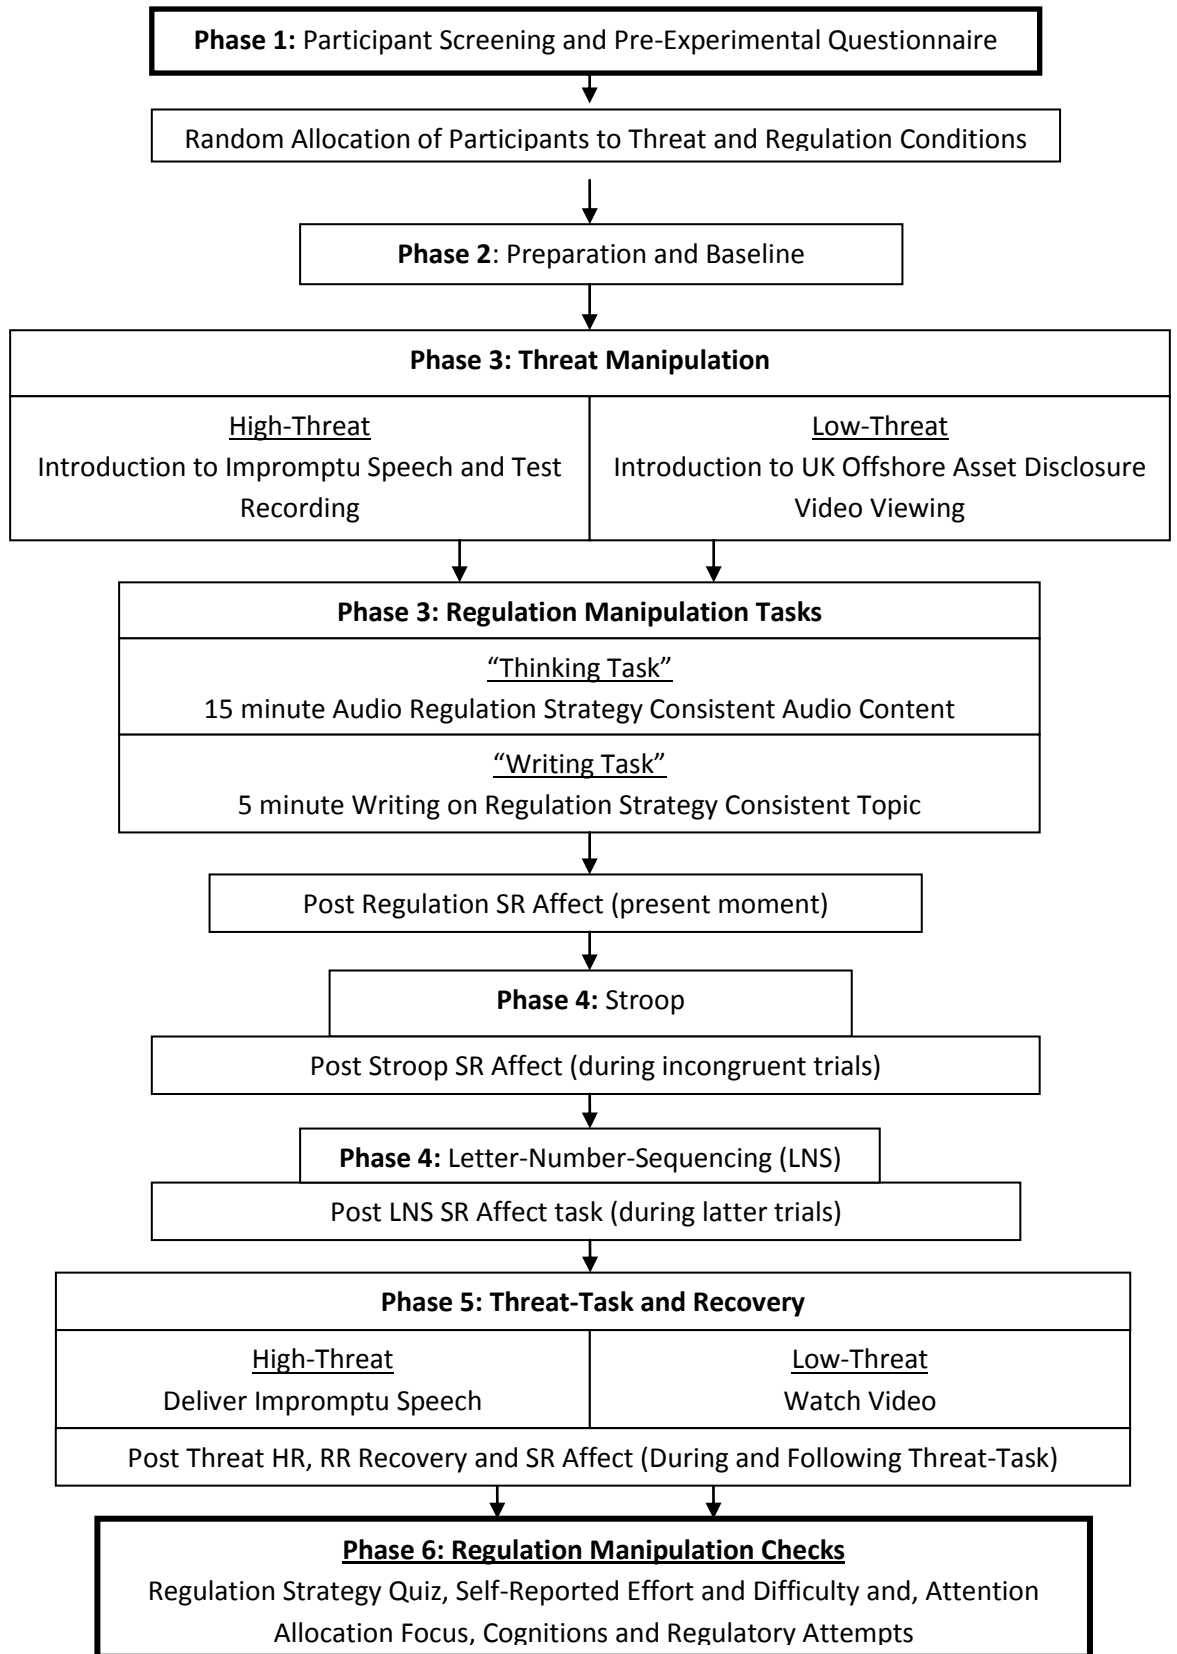 Phase 1: Participant Screening and Pre-Experimental Questionnaire
Random Allocation of Participants to Threat and Regulation Conditions
Phase 2: Preparation and Baseline
Phase 3: Threat Manipulation
High-Threat
Introduction to Impromptu Speech and Test
Recording
Low-Threat
Introduction to UK Offshore Asset Disclosure
Video Viewing
Phase 3: Regulation Manipulation Tasks
“Thinking Task”
15 minute Audio Regulation Strategy Consistent Audio Content
“Writing Task”
5 minute Writing on Regulation Strategy Consistent Topic
Post Regulation SR Affect (present moment)
Phase 4: Stroop
Post Stroop SR Affect (during incongruent trials)
Phase 4: Letter-Number-Sequencing (LNS)
Post LNS SR Affect task (during latter trials)
Phase 5: Threat-Task and Recovery
High-Threat
Deliver Impromptu Speech
Low-Threat
Watch Video
Post Threat HR, RR Recovery and SR Affect (During and Following Threat-Task)
Phase 6: Regulation Manipulation Checks
Regulation Strategy Quiz, Self-Reported Effort and Difficulty and, Attention
Allocation Focus, Cognitions and Regulatory Attempts